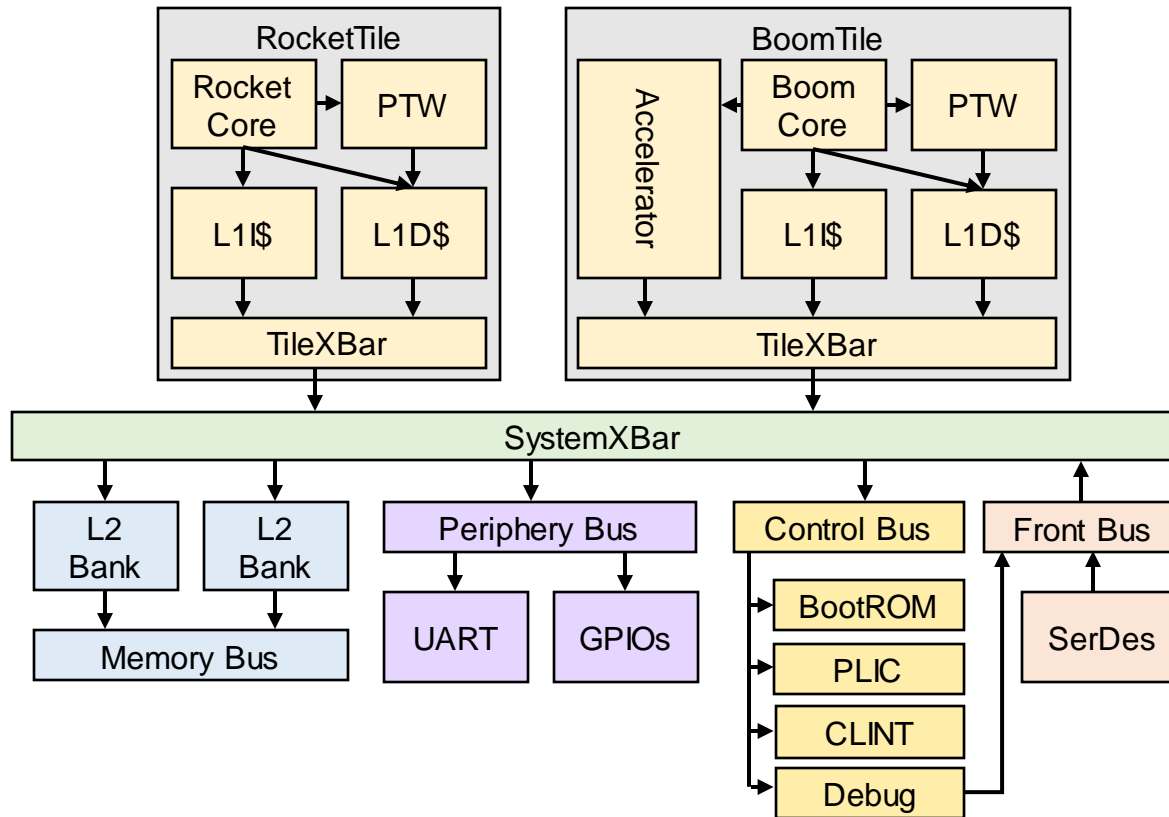 RocketTile
Rocket
Core
PTW
L1I$
L1D$
TileXBar
BoomTile
Accelerator
Boom
Core
PTW
L1I$
L1D$
TileXBar
SystemXBar
L2
Bank
L2
Bank
Memory Bus
Periphery Bus
UART
GPIOs
Control Bus
BootROM
PLIC
CLINT
Debug
Front Bus
SerDes